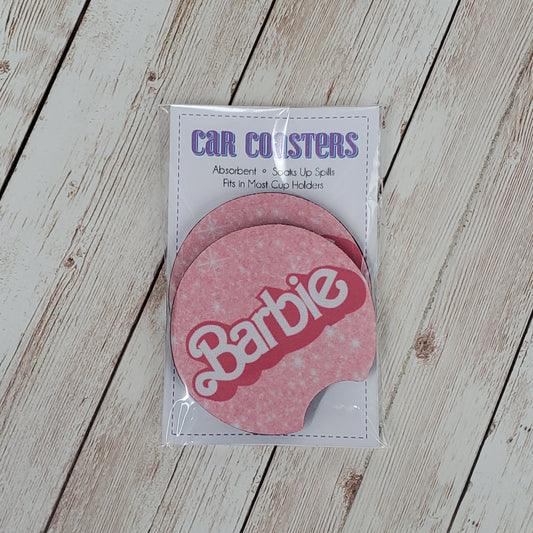 CAR COASTERS
Absorbent • Soaks Up Spills
Fits in Most Cup Holders
Barbie